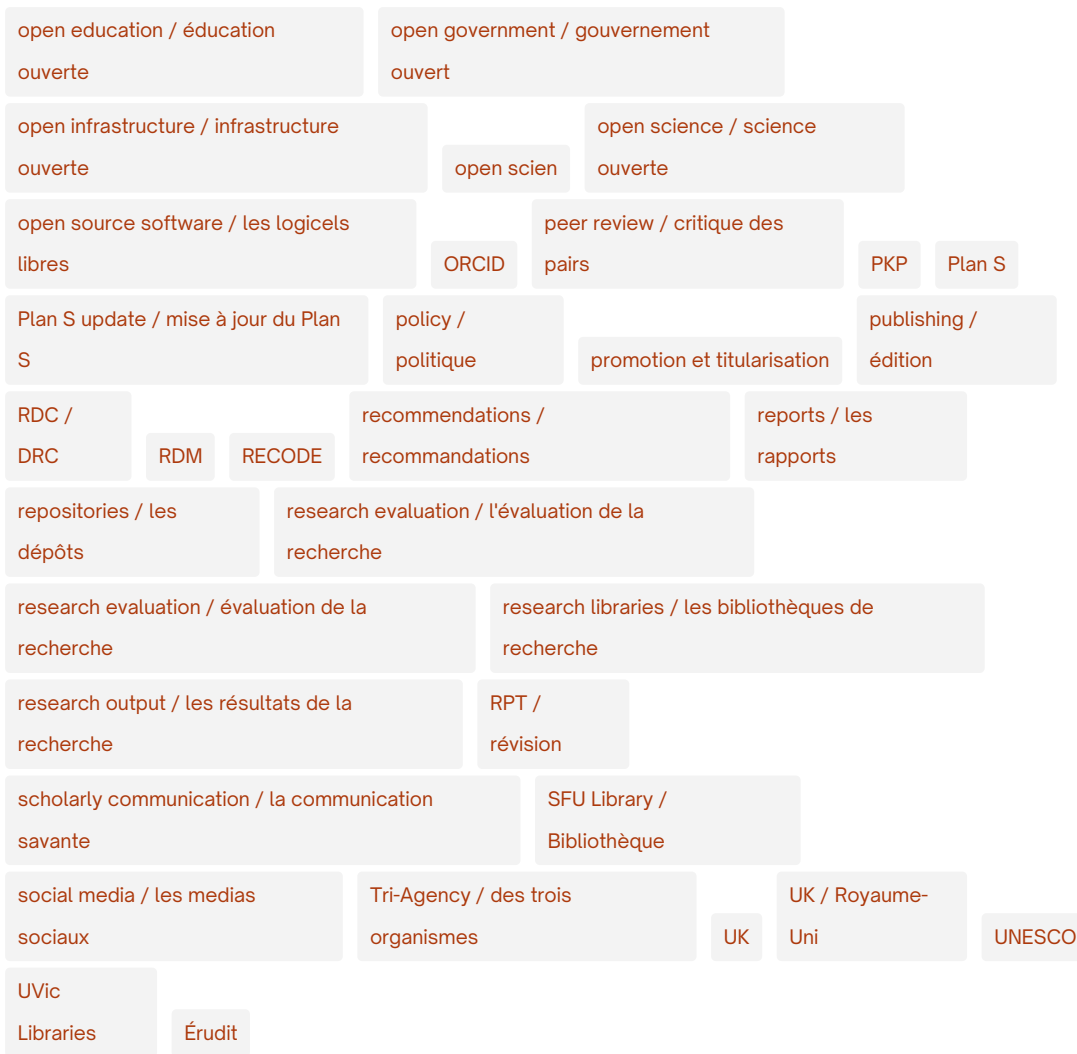 open education / éducation
ouverte
open government / gouvernement
ouvert
open infrastructure / infrastructure
ouverte
open scien
open science / science
ouverte
open source software / les logicels
libres
ORCID
peer review / critique des
pairs
PKP
Plan S
Plan S update / mise à jour du Plan
S
policy /
politique
promotion et titularisation
publishing /
édition
RDC /
DRC
RDM
RECODE
recommendations /
recommandations
reports / les
rapports
repositories / les
dépôts
research evaluation / l'évaluation de la
recherche
research evaluation / évaluation de la
recherche
research libraries / les bibliothèques de
recherche
research output / les résultats de la
recherche
RPT /
révision
scholarly communication / la communication
savante
SFU Library /
Bibliothèque
social media / les medias
sociaux
Tri-Agency / des trois
organismes
UK
UK / Royaume-
Uni
UNESCO
UVic
Libraries
Érudit